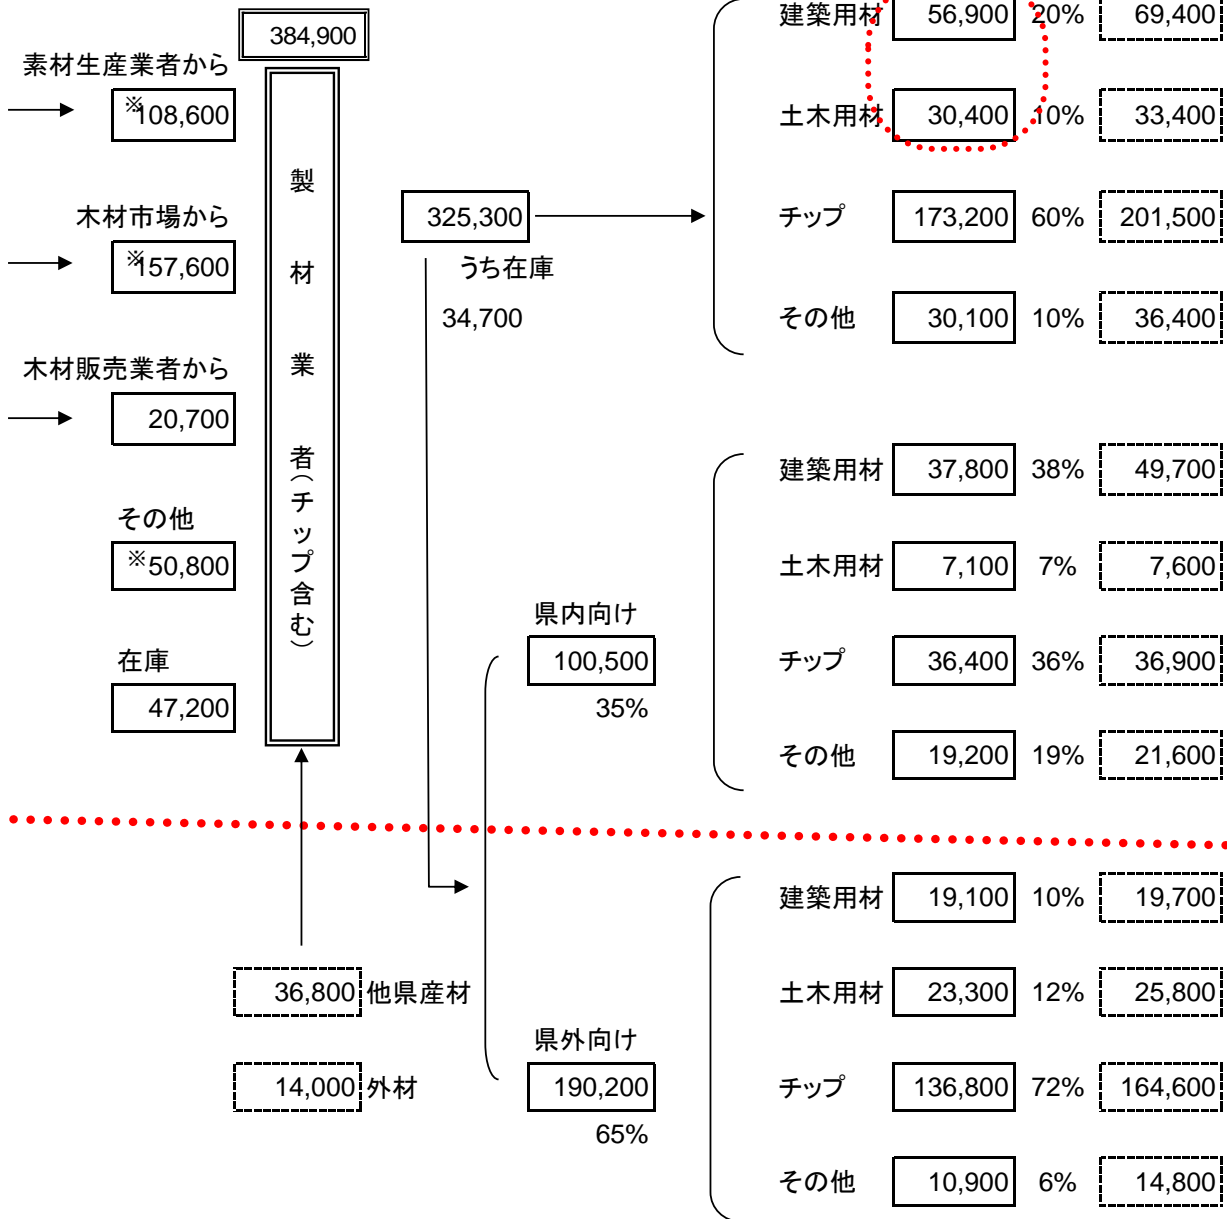 384,900
素材生産業者から
※108,600
木材市場から
※157,600
木材販売業者から
20,700
その他
※50,800
在庫
47,200
製材業者(チップ含む)
325,300
うち在庫
34,700
建築用材 56,900 20% 69,400
土木用材 30,400 10% 33,400
チップ 173,200 60% 201,500
その他 30,100 10% 36,400
県内向け
100,500
35%
建築用材 37,800 38% 49,700
土木用材 7,100 7% 7,600
チップ 36,400 36% 36,900
その他 19,200 19% 21,600
36,800 他県産材
14,000 外材
県外向け
190,200
65%
建築用材 19,100 10% 19,700
土木用材 23,300 12% 25,800
チップ 136,800 72% 164,600
その他 10,900 6% 14,800